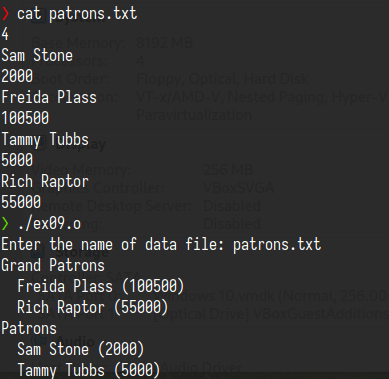 ❯ cat patrons.txt
4
Sam Stone
2000
Freida Plass
100500
Tammy Tubbs
5000
Rich Raptor
55000
❯ ./ex09.o
Enter the name of data file: patrons.txt
Grand Patrons
  Freida Plass (100500)
  Rich Raptor (55000)
Patrons
  Sam Stone (2000)
  Tammy Tubbs (5000)